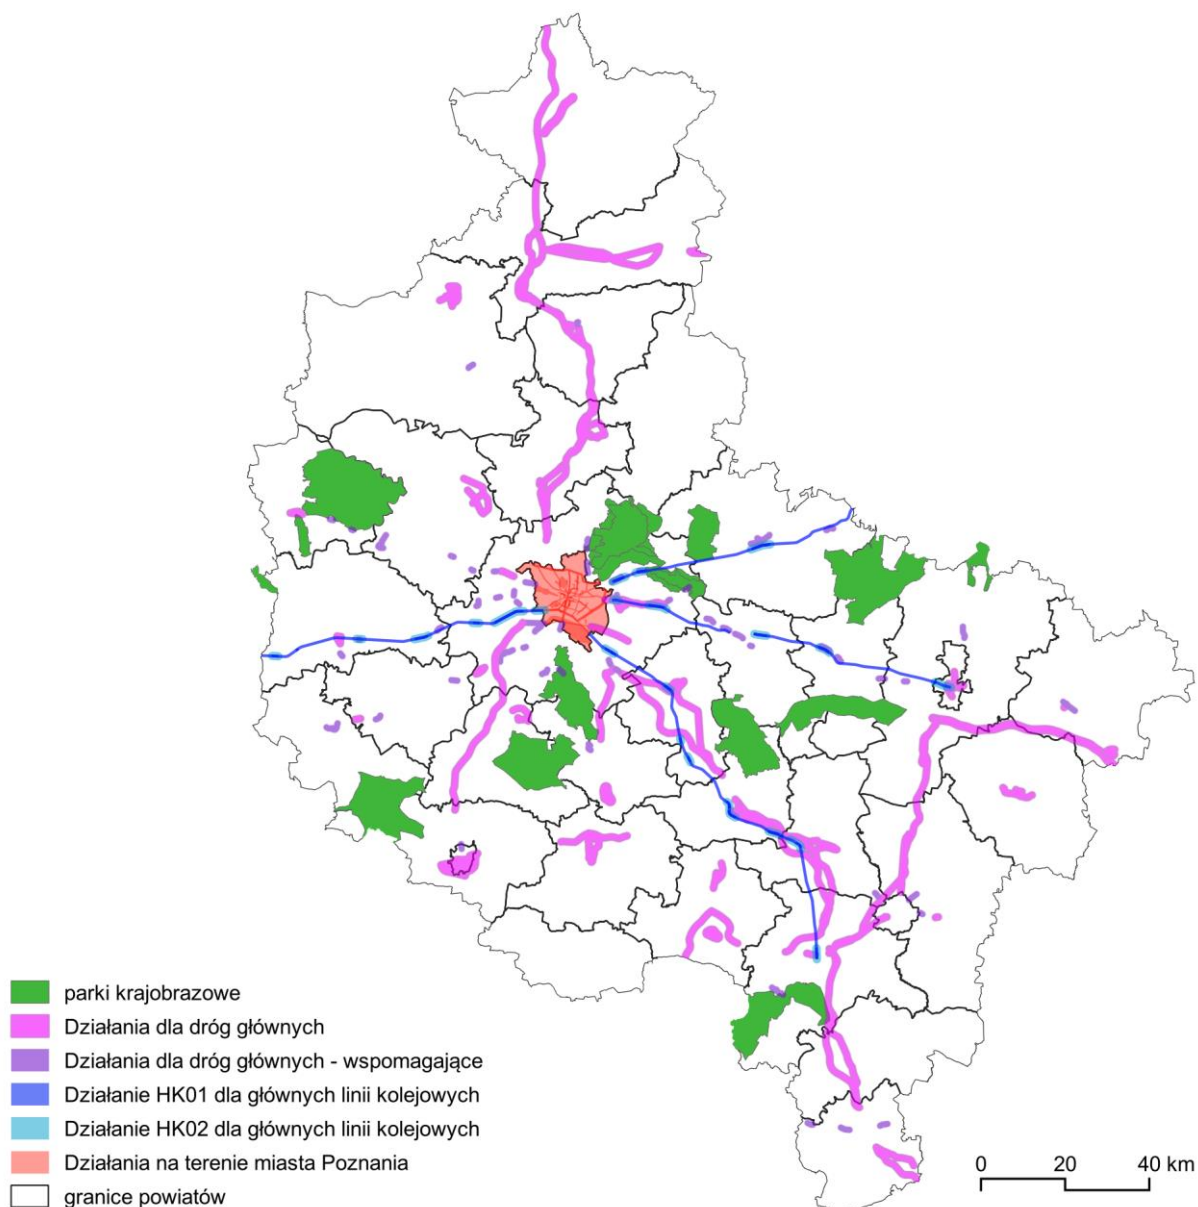 parki krajobrazowe
Działania dla dróg głównych
Działania dla dróg głównych - wspomagające
Działanie HK01 dla głównych linii kolejowych
Działanie HK02 dla głównych linii kolejowych
Działania na terenie miasta Poznania
granice powiatów
0 20 40 km